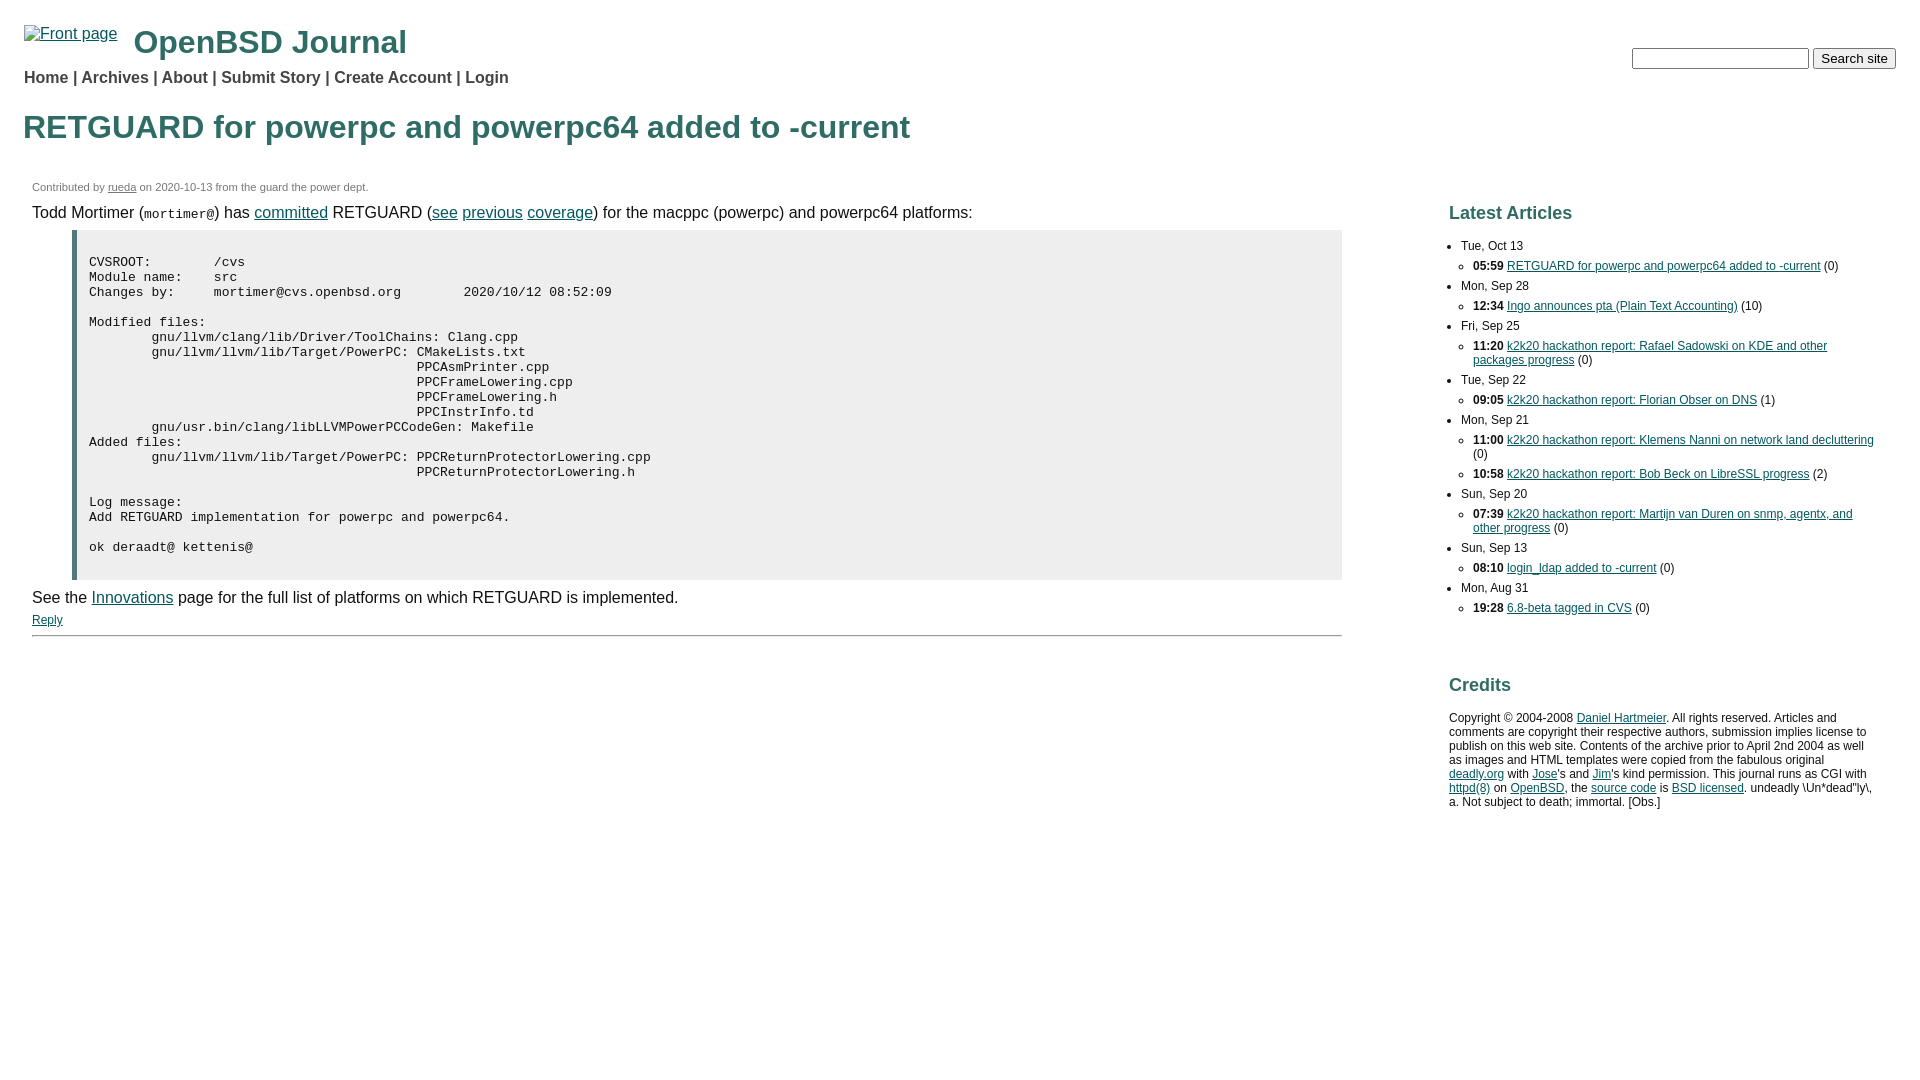 Front page
OpenBSD Journal
Home | Archives | About | Submit Story | Create Account | Login
Search site
RETGUARD for powerpc and powerpc64 added to -current
Contributed by rueda on 2020-10-13 from the guard the power dept.
Todd Mortimer (mortimer@) has committed RETGUARD (see previous coverage) for the macppc (powerpc) and powerpc64 platforms:
CVSROOT:        /cvs
Module name:    src
Changes by:     mortimer@cvs.openbsd.org        2020/10/12 08:52:09
Modified files:
        gnu/llvm/clang/lib/Driver/ToolChains: Clang.cpp
        gnu/llvm/llvm/lib/Target/PowerPC: CMakeLists.txt
                                          PPCAsmPrinter.cpp
                                          PPCFrameLowering.cpp
                                          PPCFrameLowering.h
                                          PPCInstrInfo.td
        gnu/usr.bin/clang/libLLVMPowerPCCodeGen: Makefile
Added files:
        gnu/llvm/llvm/lib/Target/PowerPC: PPCReturnProtectorLowering.cpp
                                          PPCReturnProtectorLowering.h
Log message:
Add RETGUARD implementation for powerpc and powerpc64.
ok deraadt@ kettenis@
See the Innovations page for the full list of platforms on which RETGUARD is implemented.
Reply
Latest Articles
Tue, Oct 13
05:59 RETGUARD for powerpc and powerpc64 added to -current (0)
Mon, Sep 28
12:34 Ingo announces pta (Plain Text Accounting) (10)
Fri, Sep 25
11:20 k2k20 hackathon report: Rafael Sadowski on KDE and other
packages progress (0)
Tue, Sep 22
09:05 k2k20 hackathon report: Florian Obser on DNS (1)
Mon, Sep 21
11:00 k2k20 hackathon report: Klemens Nanni on network land decluttering
(0)
10:58 k2k20 hackathon report: Bob Beck on LibreSSL progress (2)
Sun, Sep 20
07:39 k2k20 hackathon report: Martijn van Duren on snmp, agentx, and
other progress (0)
Sun, Sep 13
08:10 login_ldap added to -current (0)
Mon, Aug 31
19:28 6.8-beta tagged in CVS (0)
Credits
Copyright © 2004-2008 Daniel Hartmeier. All rights reserved. Articles and
comments are copyright their respective authors, submission implies license to
publish on this web site. Contents of the archive prior to April 2nd 2004 as well
as images and HTML templates were copied from the fabulous original
deadly.org with Jose's and Jim's kind permission. This journal runs as CGI with
httpd(8) on OpenBSD, the source code is BSD licensed. undeadly \Un*dead"ly\,
a. Not subject to death; immortal. [Obs.]